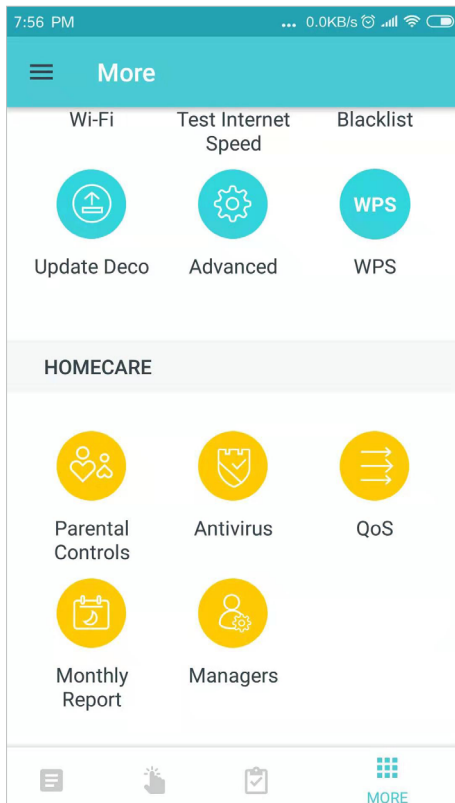 7:56 PM ... 0.0KB/s
More
Wi-Fi Test Internet Speed Blacklist
Update Deco Advanced WPS WPS
HOMECARE
Parental Controls Antivirus QoS
Monthly Report Managers
MORE